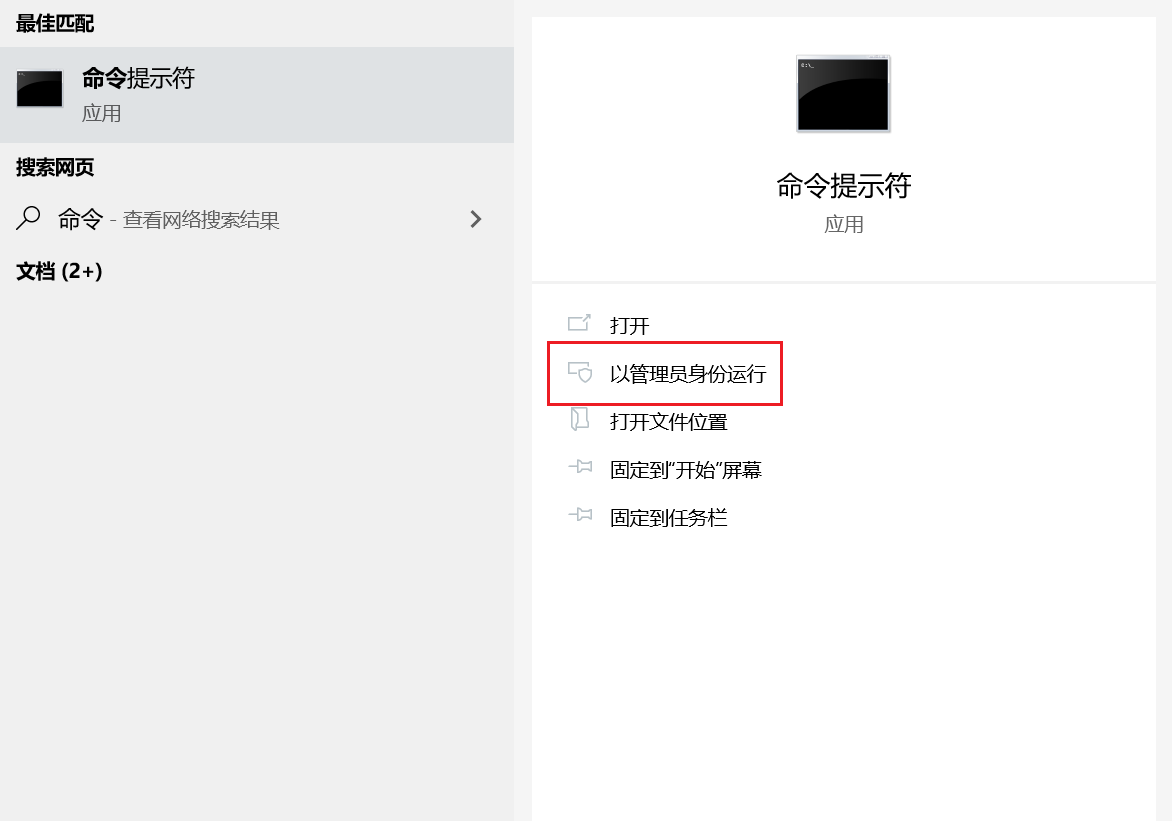 最佳匹配
命令提示符
应用
搜索网页
命令 - 查看网络搜索结果
文档 (2+)
命令提示符
应用
打开
以管理员身份运行
打开文件位置
固定到“开始”屏幕
固定到任务栏